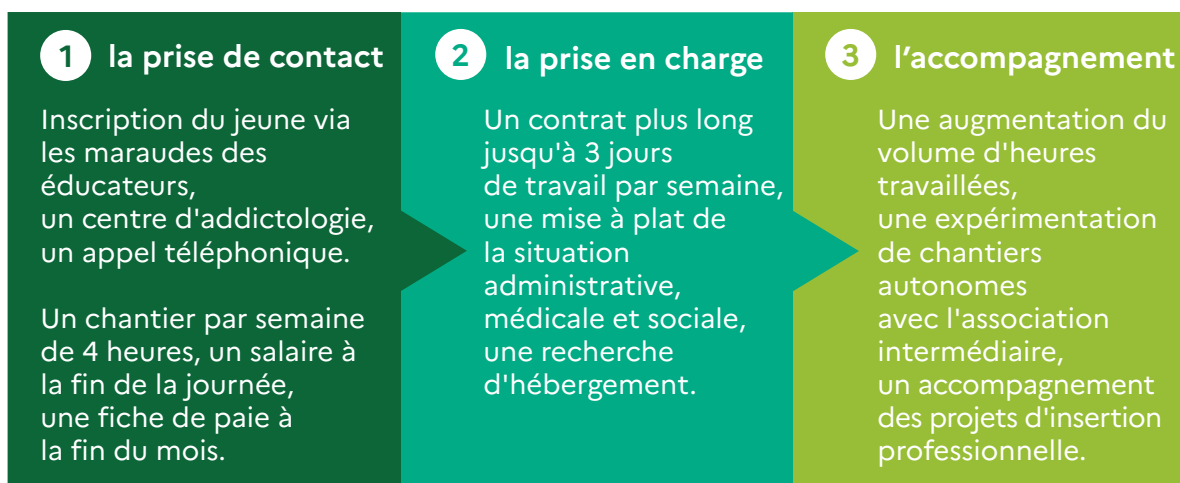 1 la prise de contact
Inscription du jeune via
les maraudes des
éducateurs,
un centre d'addictologie,
un appel téléphonique.
Un chantier par semaine
de 4 heures, un salaire à
la fin de la journée,
une fiche de paie à
la fin du mois.
2 la prise en charge
Un contrat plus long
jusqu'à 3 jours
de travail par semaine,
une mise à plat de
la situation
administrative,
médicale et sociale,
une recherche
d'hébergement.
3 l’accompagnement
Une augmentation du
volume d'heures
travaillées,
une expérimentation
de chantiers
autonomes
avec l'association
intermédiaire,
un accompagnement
des projets d'insertion
professionnelle.